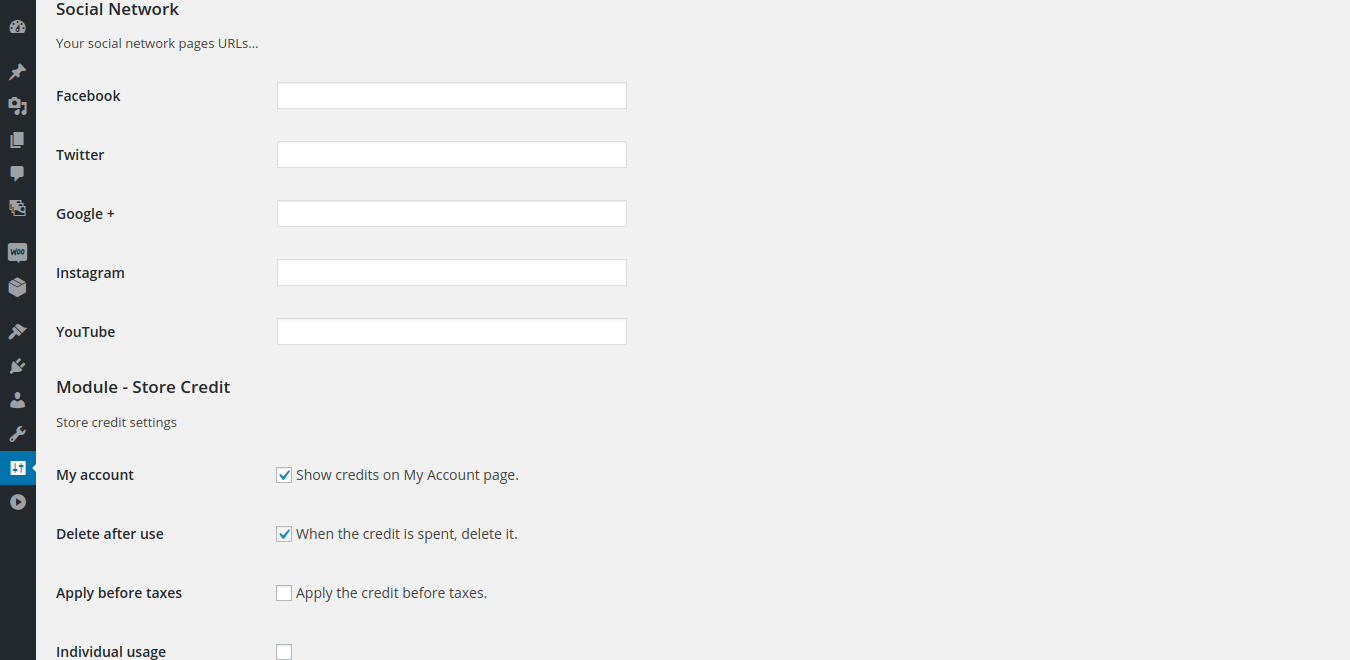 Social Network
Your social network pages URLs...
Facebook
Twitter
Google +
Instagram
YouTube
Module - Store Credit
Store credit settings
My account Show credits on My Account page.
Delete after use When the credit is spent, delete it.
Apply before taxes Apply the credit before taxes.
Individual usage
WOO